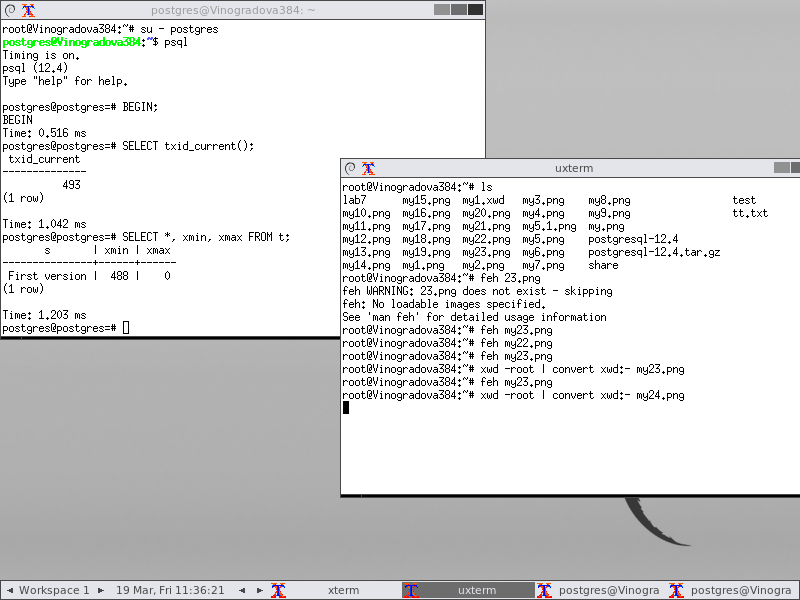 postgres@Vinogradova384: ~
root@Vinogradova384:~# su - postgres
postgres@Vinogradova384:~$ psql
Timing is on.
psql (12.4)
Type "help" for help.
postgres@postgres=# BEGIN;
BEGIN
Time: 0.516 ms
postgres@postgres=# SELECT txid_current();
txid_current
--------------
493
(1 row)
Time: 1.042 ms
postgres@postgres=# SELECT *, xmin, xmax FROM t;
s | xmin | xmax
---------------+------+------
First version | 488 | 0
(1 row)
Time: 1.203 ms
postgres@postgres=#
uxterm
root@Vinogradova384:~# ls
lab7 my15.png my1.xwd my3.png my8.png test
my10.png my16.png my20.png my4.png my9.png tt.txt
my11.png my17.png my21.png my5.1.png my.png
my12.png my18.png my22.png my5.png postgresql-12.4
my13.png my19.png my23.png my6.png postgresql-12.4.tar.gz
my14.png my1.png my2.png my7.png share
root@Vinogradova384:~# feh 23.png
feh WARNING: 23.png does not exist - skipping
feh: No loadable images specified.
See 'man feh' for detailed usage information
root@Vinogradova384:~# feh my23.png
root@Vinogradova384:~# feh my22.png
root@Vinogradova384:~# feh my23.png
root@Vinogradova384:~# xwd -root | convert xwd:- my23.png
root@Vinogradova384:~# feh my23.png
root@Vinogradova384:~# xwd -root | convert xwd:- my24.png
Workspace 1 19 Mar, Fri 11:36:21 xterm uxterm postgres@Vinogra postgres@Vinogra